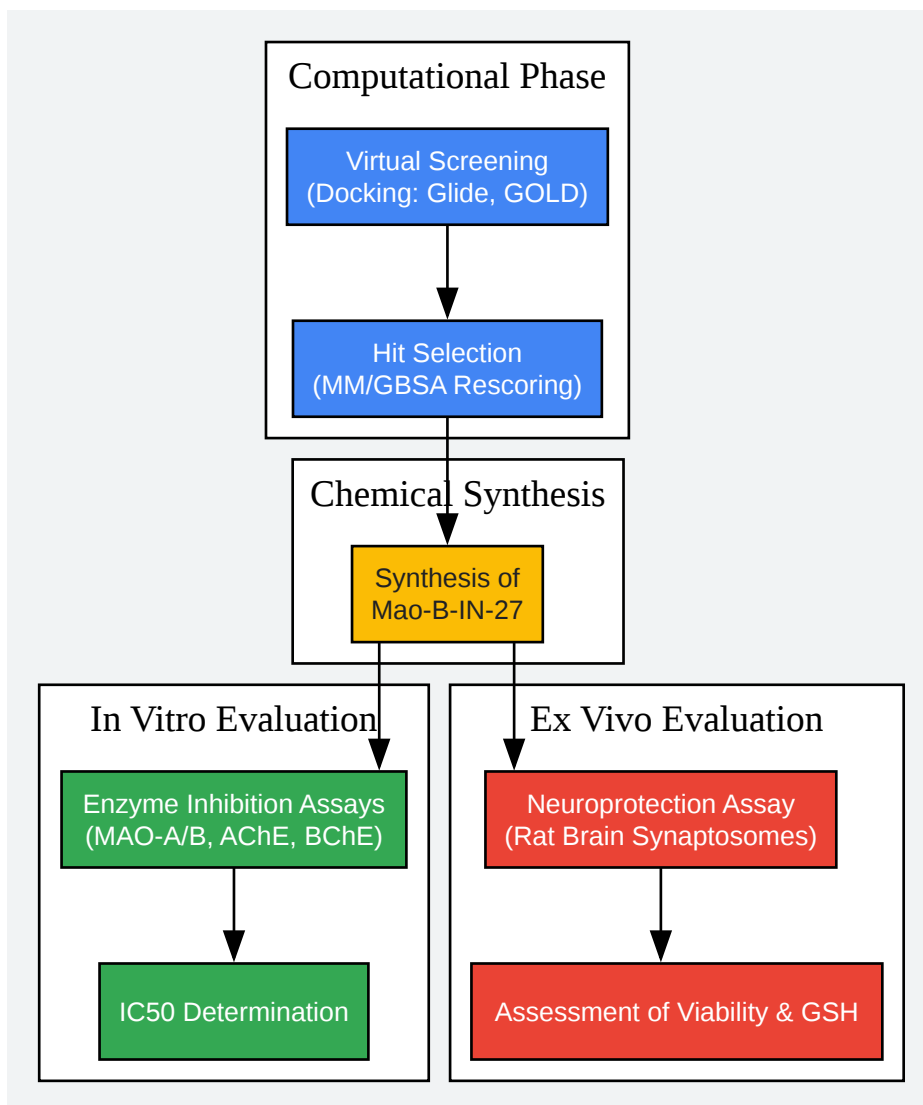 Computational Phase
Virtual Screening
(Docking: Glide, GOLD)
Hit Selection
(MM/GBSA Rescoring)
Chemical Synthesis
Synthesis of
Mao-B-IN-27
In Vitro Evaluation
Enzyme Inhibition Assays
(MAO-A/B, AChE, BChE)
IC50 Determination
Ex Vivo Evaluation
Neuroprotection Assay
(Rat Brain Synaptosomes)
Assessment of Viability & GSH